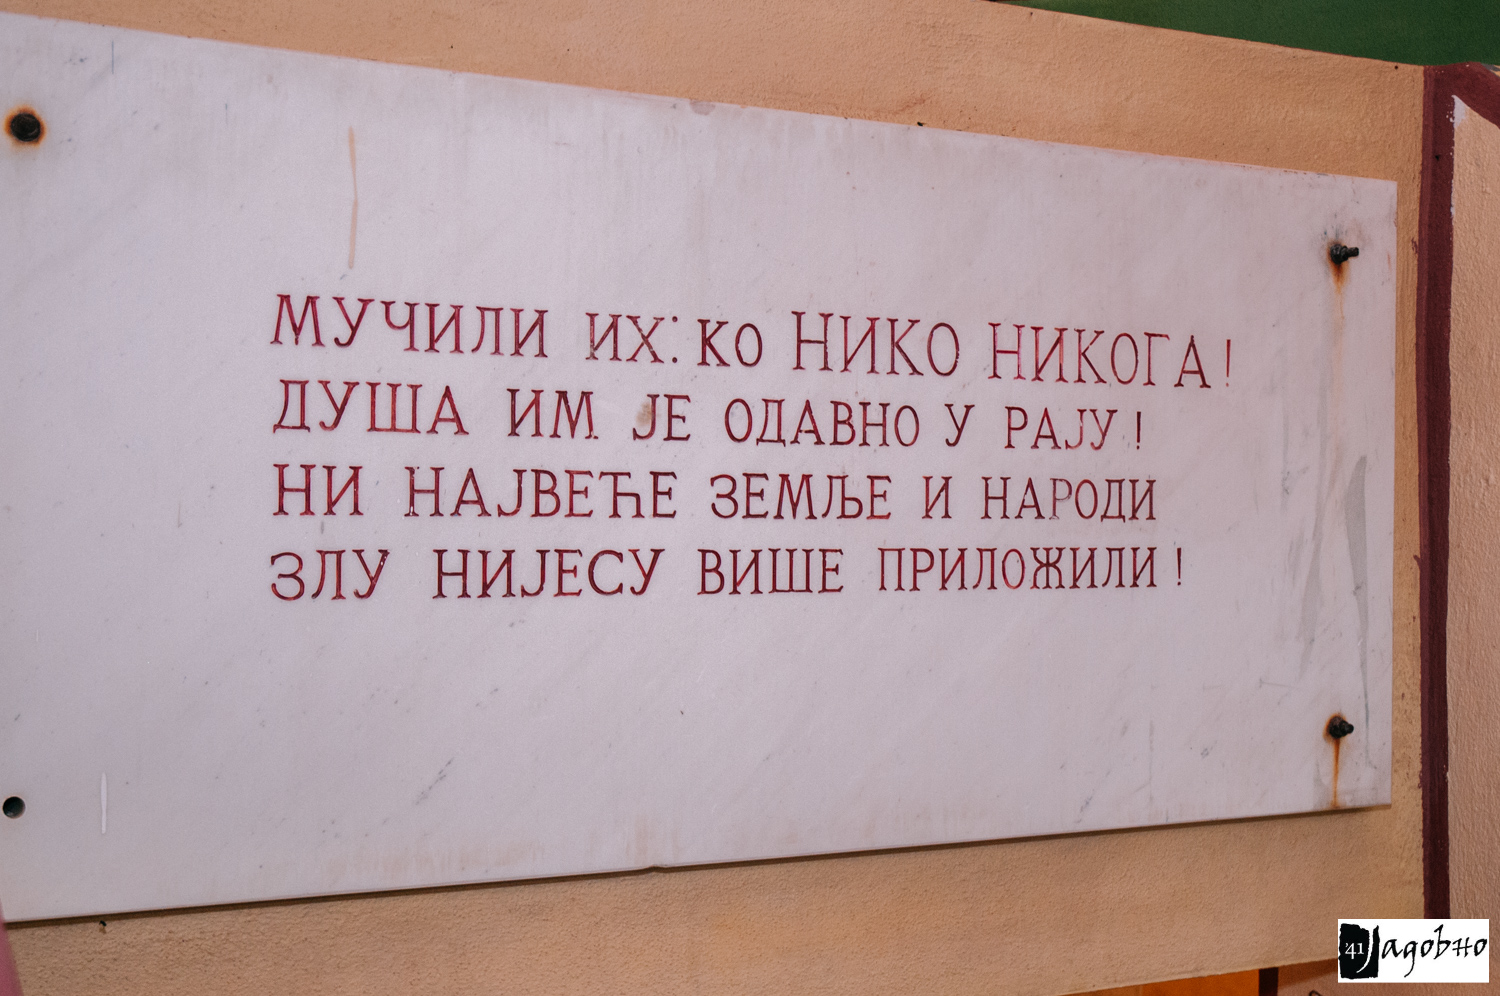 МУЧИЛИ ИХ: КО НИКО НИКОГА!
ДУША ИМ ЈЕ ОДАВНО У РАЈУ!
НИ НАЈВЕЋЕ ЗЕМЉЕ И НАРОДИ
ЗЛУ НИЈЕСУ ВИШЕ ПРИЛОЖИЛИ!
41 Јадовно